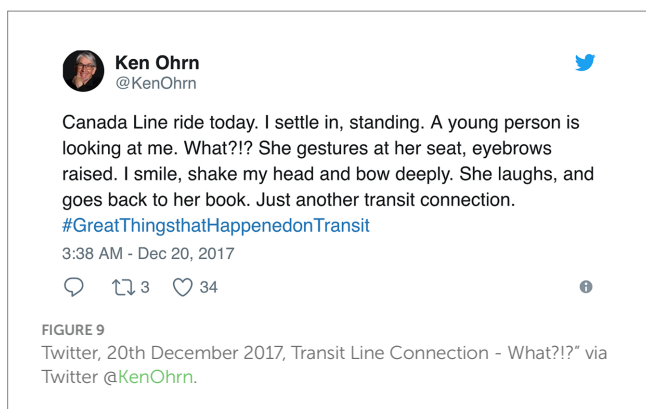 Ken Ohrn
@KenOhrn
Canada Line ride today. I settle in, standing. A young person is
looking at me. What?!? She gestures at her seat, eyebrows
raised. I smile, shake my head and bow deeply. She laughs, and
goes back to her book. Just another transit connection.
#GreatThingsthatHappenedonTransit
3:38 AM - Dec 20, 2017
3 34
FIGURE 9
Twitter, 20th December 2017, Transit Line Connection - What?!?” via
Twitter @KenOhrn.